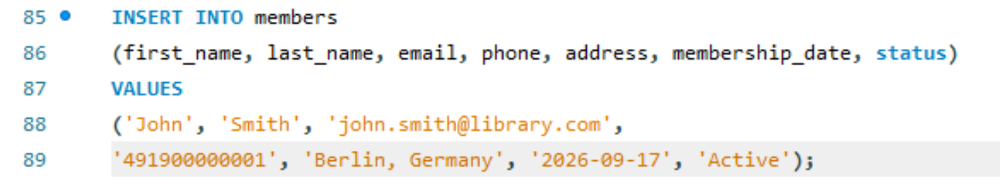 85 INSERT INTO members
86 (first_name, last_name, email, phone, address, membership_date, status)
87 VALUES
88 ('John', 'Smith', 'john.smith@library.com',
89 '491900000001', 'Berlin, Germany', '2026-09-17', 'Active');